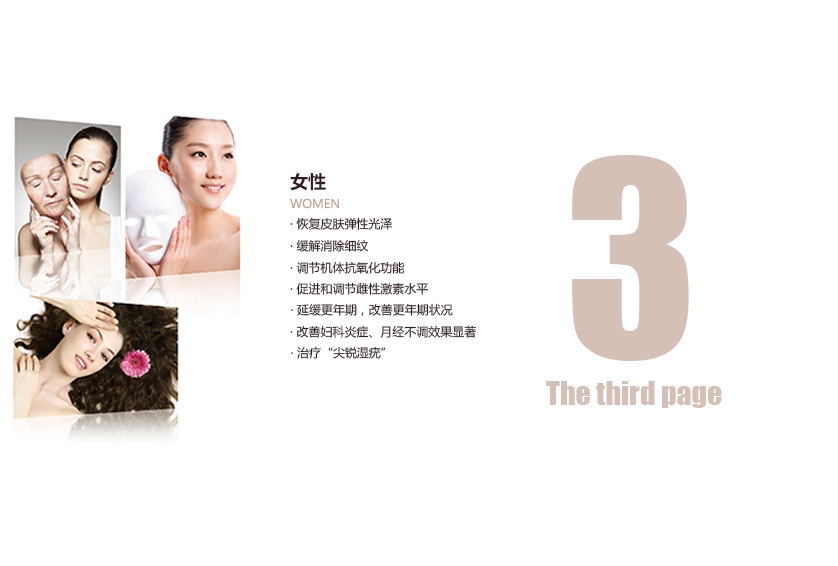 女性
WOMEN
· 恢复皮肤弹性光泽
· 缓解消除细纹
· 调节机体抗氧化功能
· 促进和调节雌性激素水平
· 延缓更年期，改善更年期状况
· 改善妇科炎症、月经不调效果显著
· 治疗“尖锐湿疣”
3
The third page